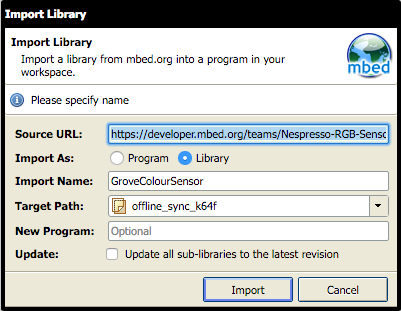 Import Library
Import Library
Import a library from mbed.org into a program in your
workspace.
mbed
Please specify name
Source URL: https://developer.mbed.org/teams/Nespresso-RGB-Senso
Import As: Program Library
Import Name: GroveColourSensor
Target Path: offline_sync_k64f
New Program: Optional
Update: Update all sub-libraries to the latest revision
Import Cancel